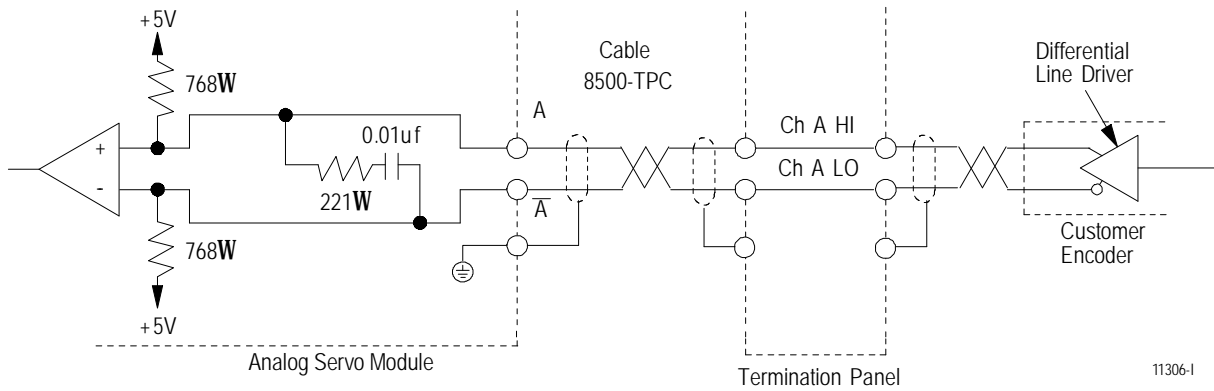 +5V
768W
+
-
768W
+5V
0.01uf
221W
A
A̅
Cable
8500-TPC
Ch A HI
Ch A LO
Differential
Line Driver
Customer
Encoder
Analog Servo Module
Termination Panel
11306-I